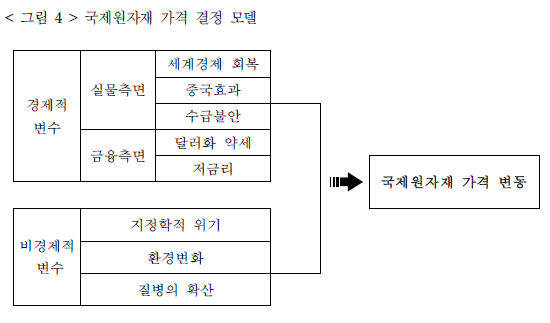 < 그림 4 > 국제원자재 가격 결정 모델
경제적
변수
실물측면
세계경제 회복
중국효과
수급불안
금융측면
달러화 약세
저금리
국제원자재 가격 변동
비경제적
변수
지정학적 위기
환경변화
질병의 확산